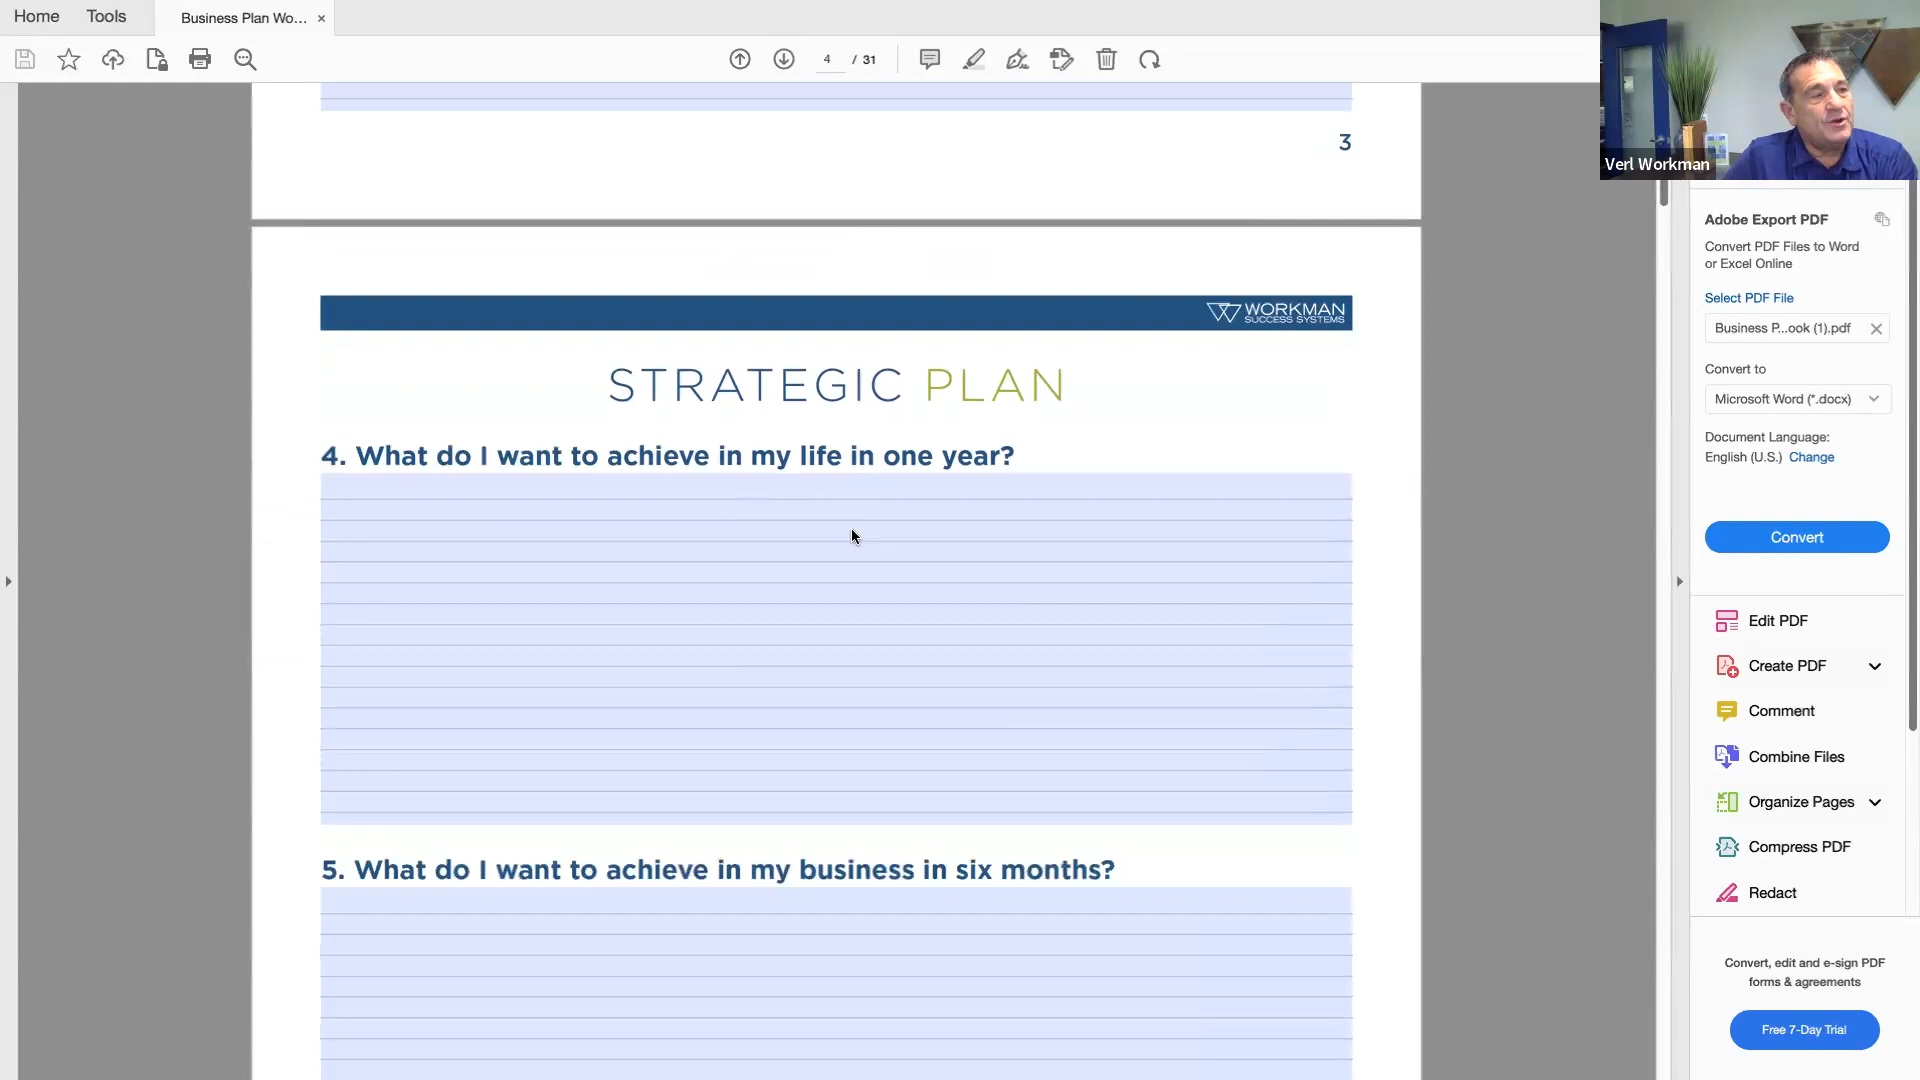 Home
Tools
Business Plan Wo...
4 / 31
Verl Workman
3
WORKMAN
SUCCESS SYSTEMS
STRATEGIC PLAN
4. What do I want to achieve in my life in one year?
5. What do I want to achieve in my business in six months?
Adobe Export PDF
Convert PDF Files to Word
or Excel Online
Select PDF File
Business P...ook (1).pdf
Convert to
Microsoft Word (*.docx)
Document Language:
English (U.S.) Change
Convert
Edit PDF
Create PDF
Comment
Combine Files
Organize Pages
Compress PDF
Redact
Convert, edit and e-sign PDF
forms & agreements
Free 7-Day Trial